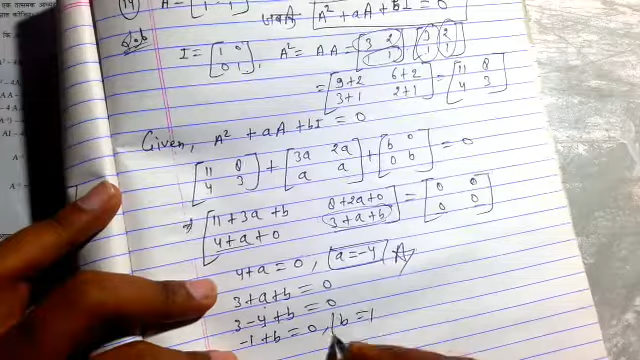 (14) A = [ 1 -1 ]
जबकि A² + aA + bI = 0
I = [ 1 0 ; 0 1 ], A² = A A = [ 3 2 ; 1 1 ] [ 3 2 ; 1 1 ]
= [ 9+2 6+2 ; 3+1 2+1 ] = [ 11 8 ; 4 3 ]
Given, A² + aA + bI = 0
[ 11 8 ; 4 3 ] + [ 3a 2a ; a a ] + [ b 0 ; 0 b ] = 0
⇒ [ 11+3a+b 8+2a+0 ; 4+a+0 3+a+b ] = [ 0 0 ; 0 0 ]
4+a = 0, a = -4
3+a+b = 0
3-4+b = 0
-1+b = 0, b = 1